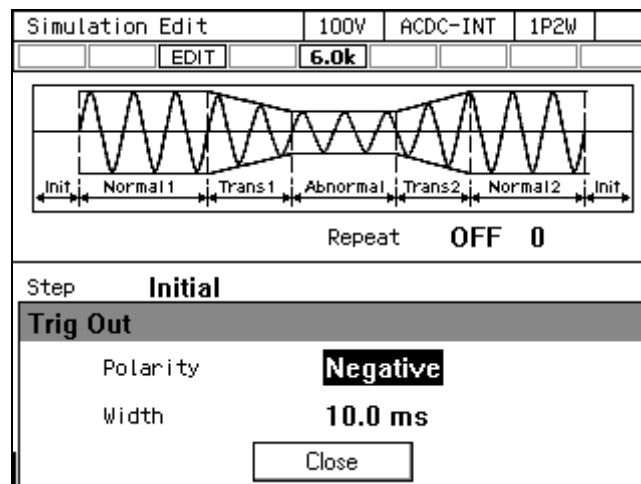 Simulation Edit 100V ACDC-INT 1P2W
EDIT 6.0k
Init Normal1 Trans1 Abnormal Trans2 Normal2 Init
Repeat OFF 0
Step Initial
Trig Out
Polarity Negative
Width 10.0 ms
Close